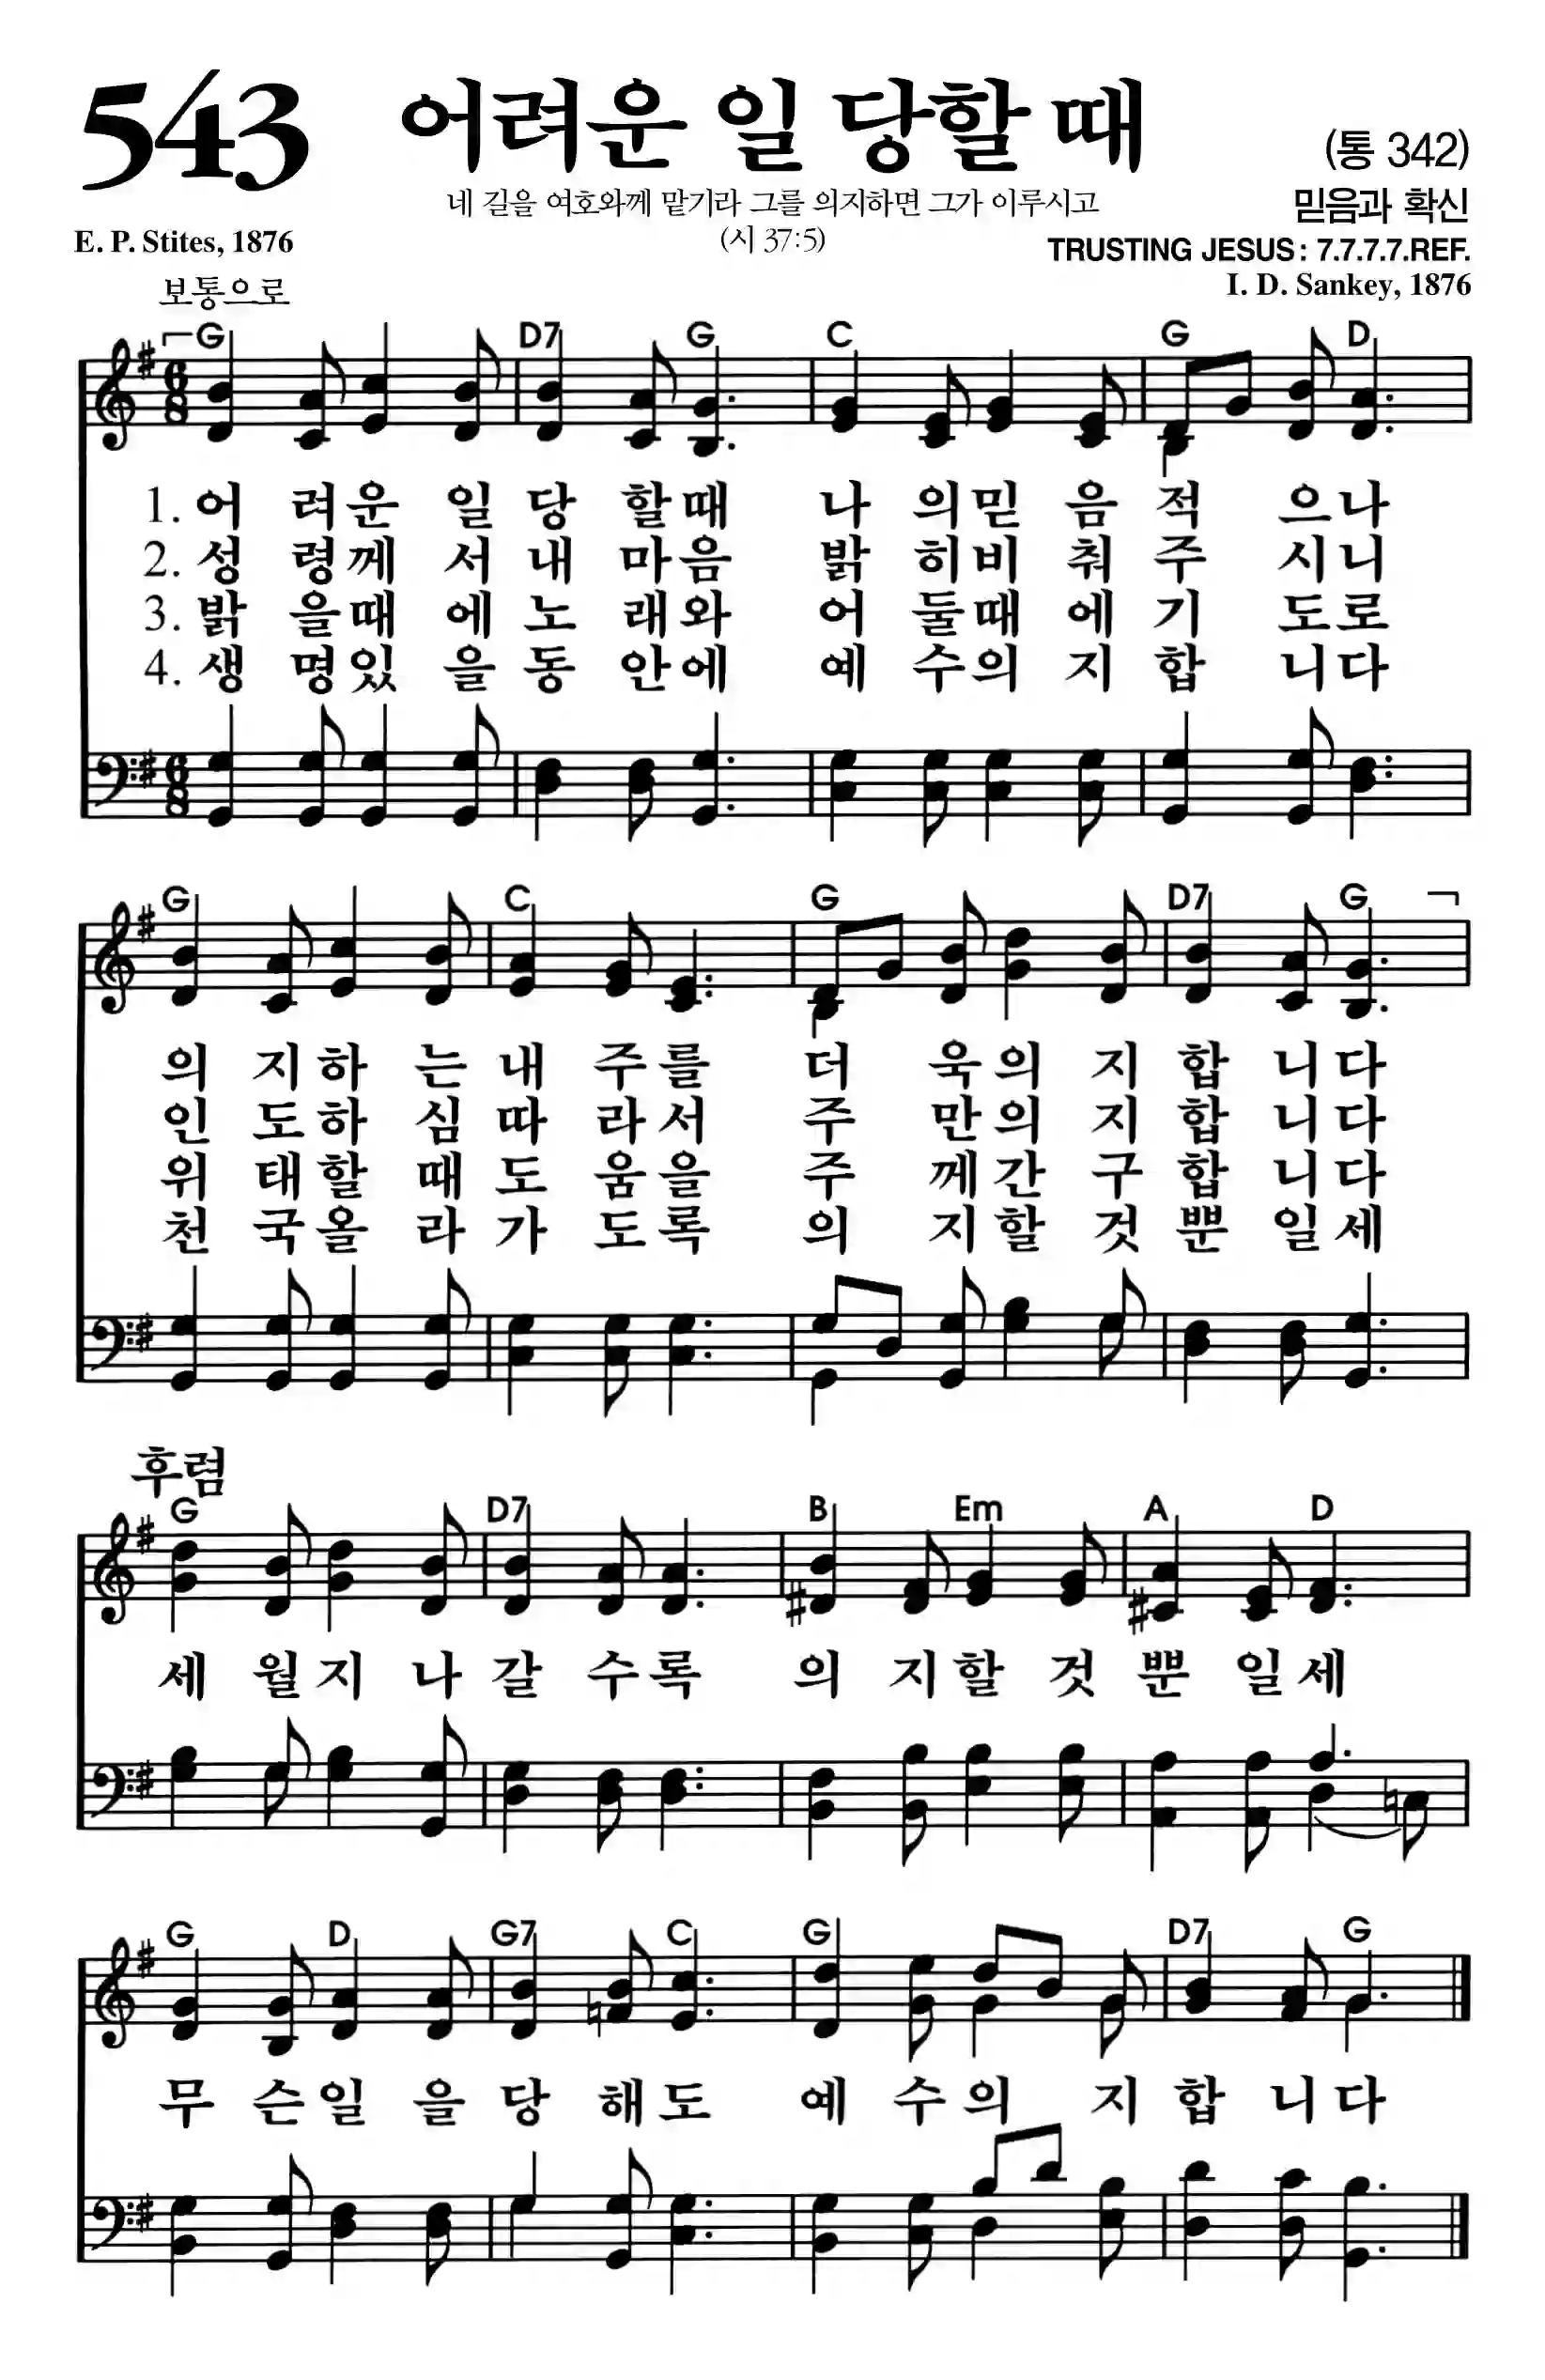 543 어려운 일 당할 때 (통 342)
네 길을 여호와께 맡기라 그를 의지하면 그가 이루시고 믿음과 확신
E. P. Stites, 1876 (시 37:5) TRUSTING JESUS : 7.7.7.7.REF.
보통으로 I. D. Sankey, 1876
G D7 G C G D
6 8
1. 어 려운 일 당 할때 나 의믿 음 적 으나
2. 성 령께 서 내 마음 밝 히비 춰 주 시니
3. 밝 을때 에 노 래와 어 둘때 에 기 도로
4. 생 명있 을 동 안에 예 수의 지 합 니다
6 8
G C G D7 G
의 지하 는 내 주를 더 욱의 지 합 니다
인 도하 심 따 라서 주 만의 지 합 니다
위 태할 때 도 움을 주 께간 구 합 니다
천 국올 라 가 도록 의 지할 것 뿐 일세
후렴
G D7 B Em A D
세 월지 나 갈 수록 의 지할 것 뿐 일세
G D G7 C G D7 G
무 슨일 을 당 해도 예 수의 지 합 니다